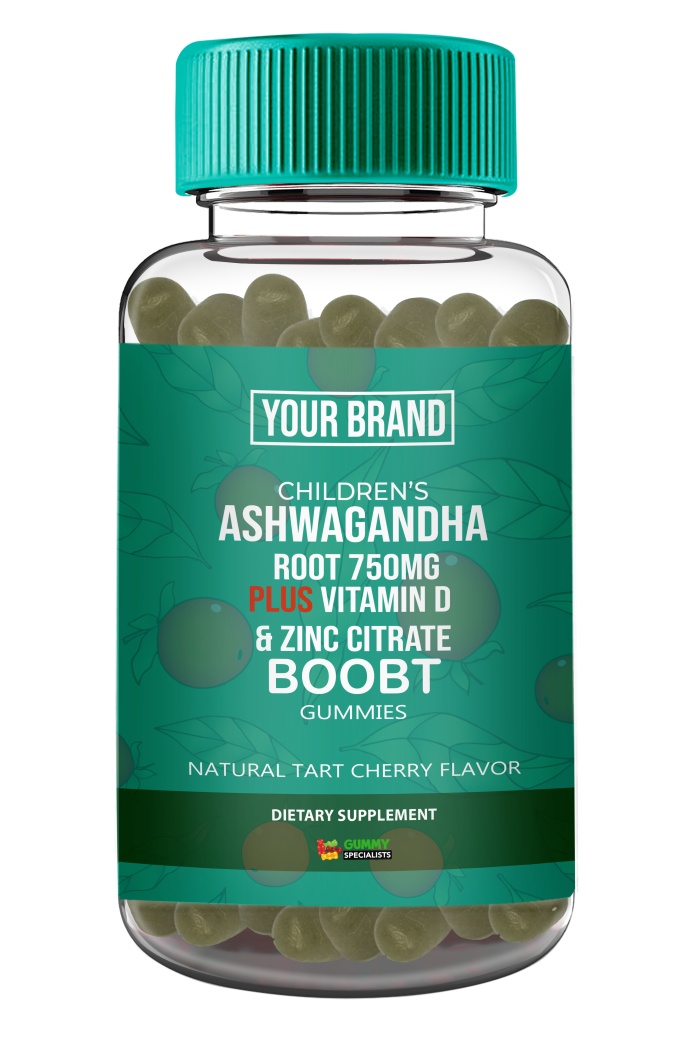 YOUR BRAND
CHILDREN'S
ASHWAGANDHA
ROOT 750MG
PLUS VITAMIN D
& ZINC CITRATE
BOOBT
GUMMIES
NATURAL TART CHERRY FLAVOR
DIETARY SUPPLEMENT
GUMMY
SPECIALISTS